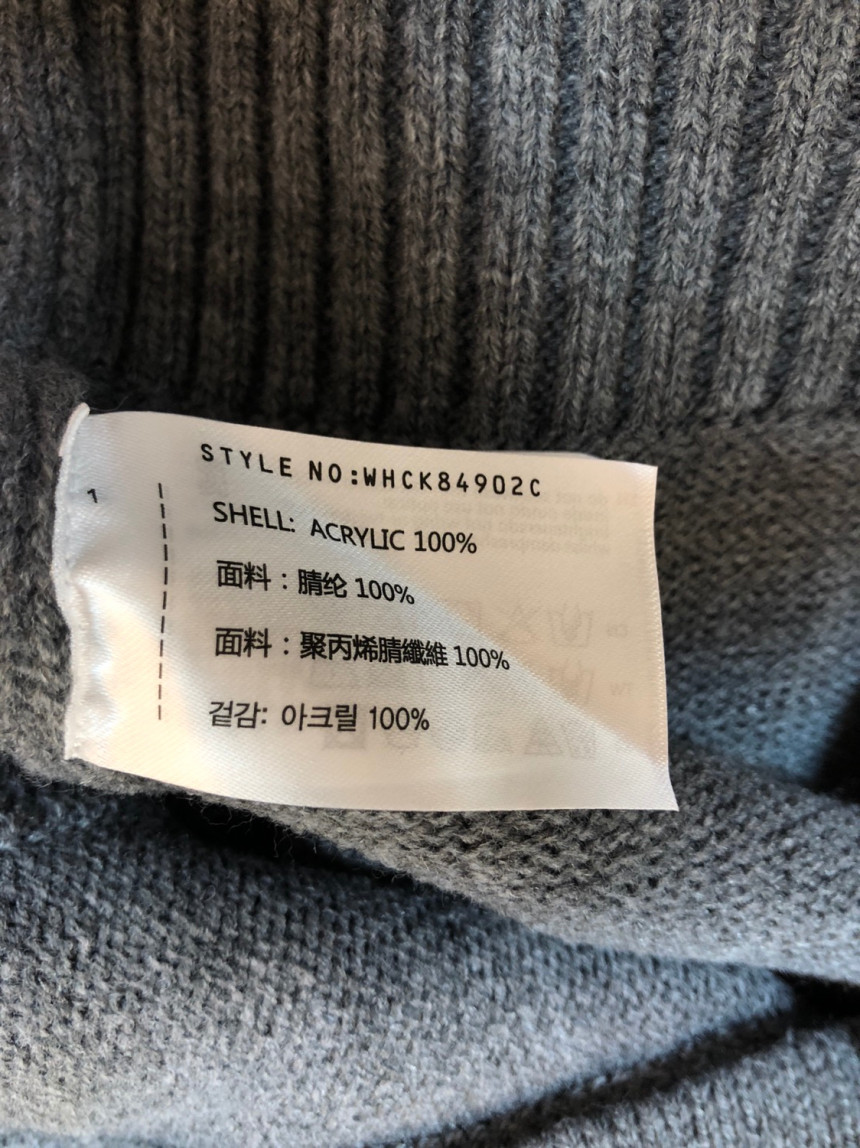 STYLE NO:WHCK84902C
1
SHELL: ACRYLIC 100%
面料：腈纶 100%
面料：聚丙烯腈纖維 100%
겉감: 아크릴 100%